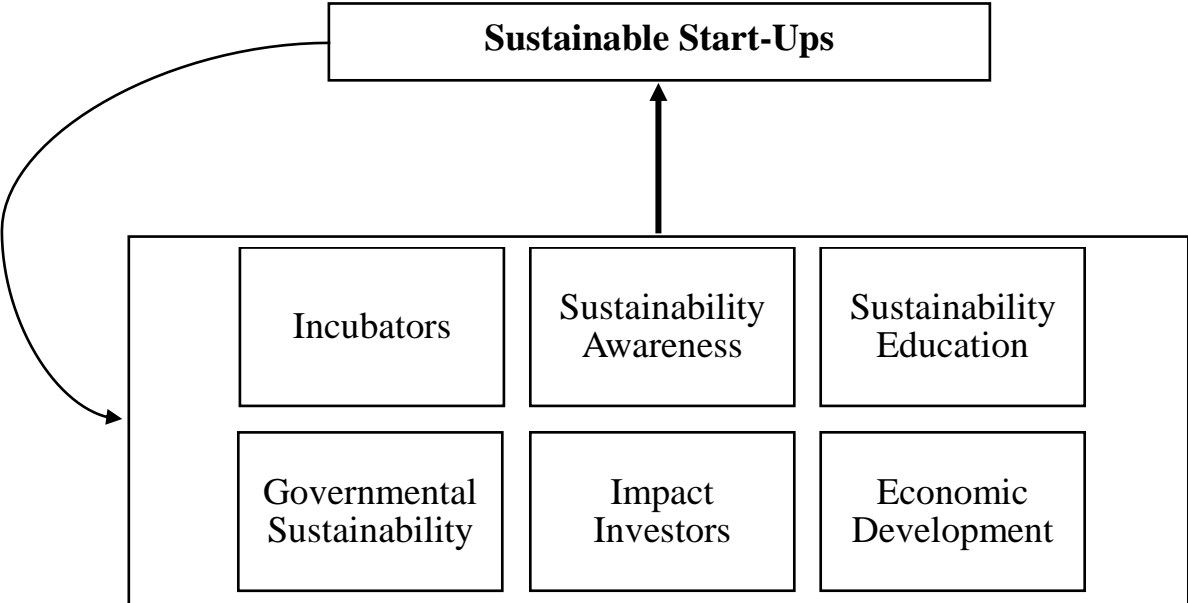 Sustainable Start-Ups
Incubators
Sustainability
Awareness
Sustainability
Education
Governmental
Sustainability
Impact
Investors
Economic
Development